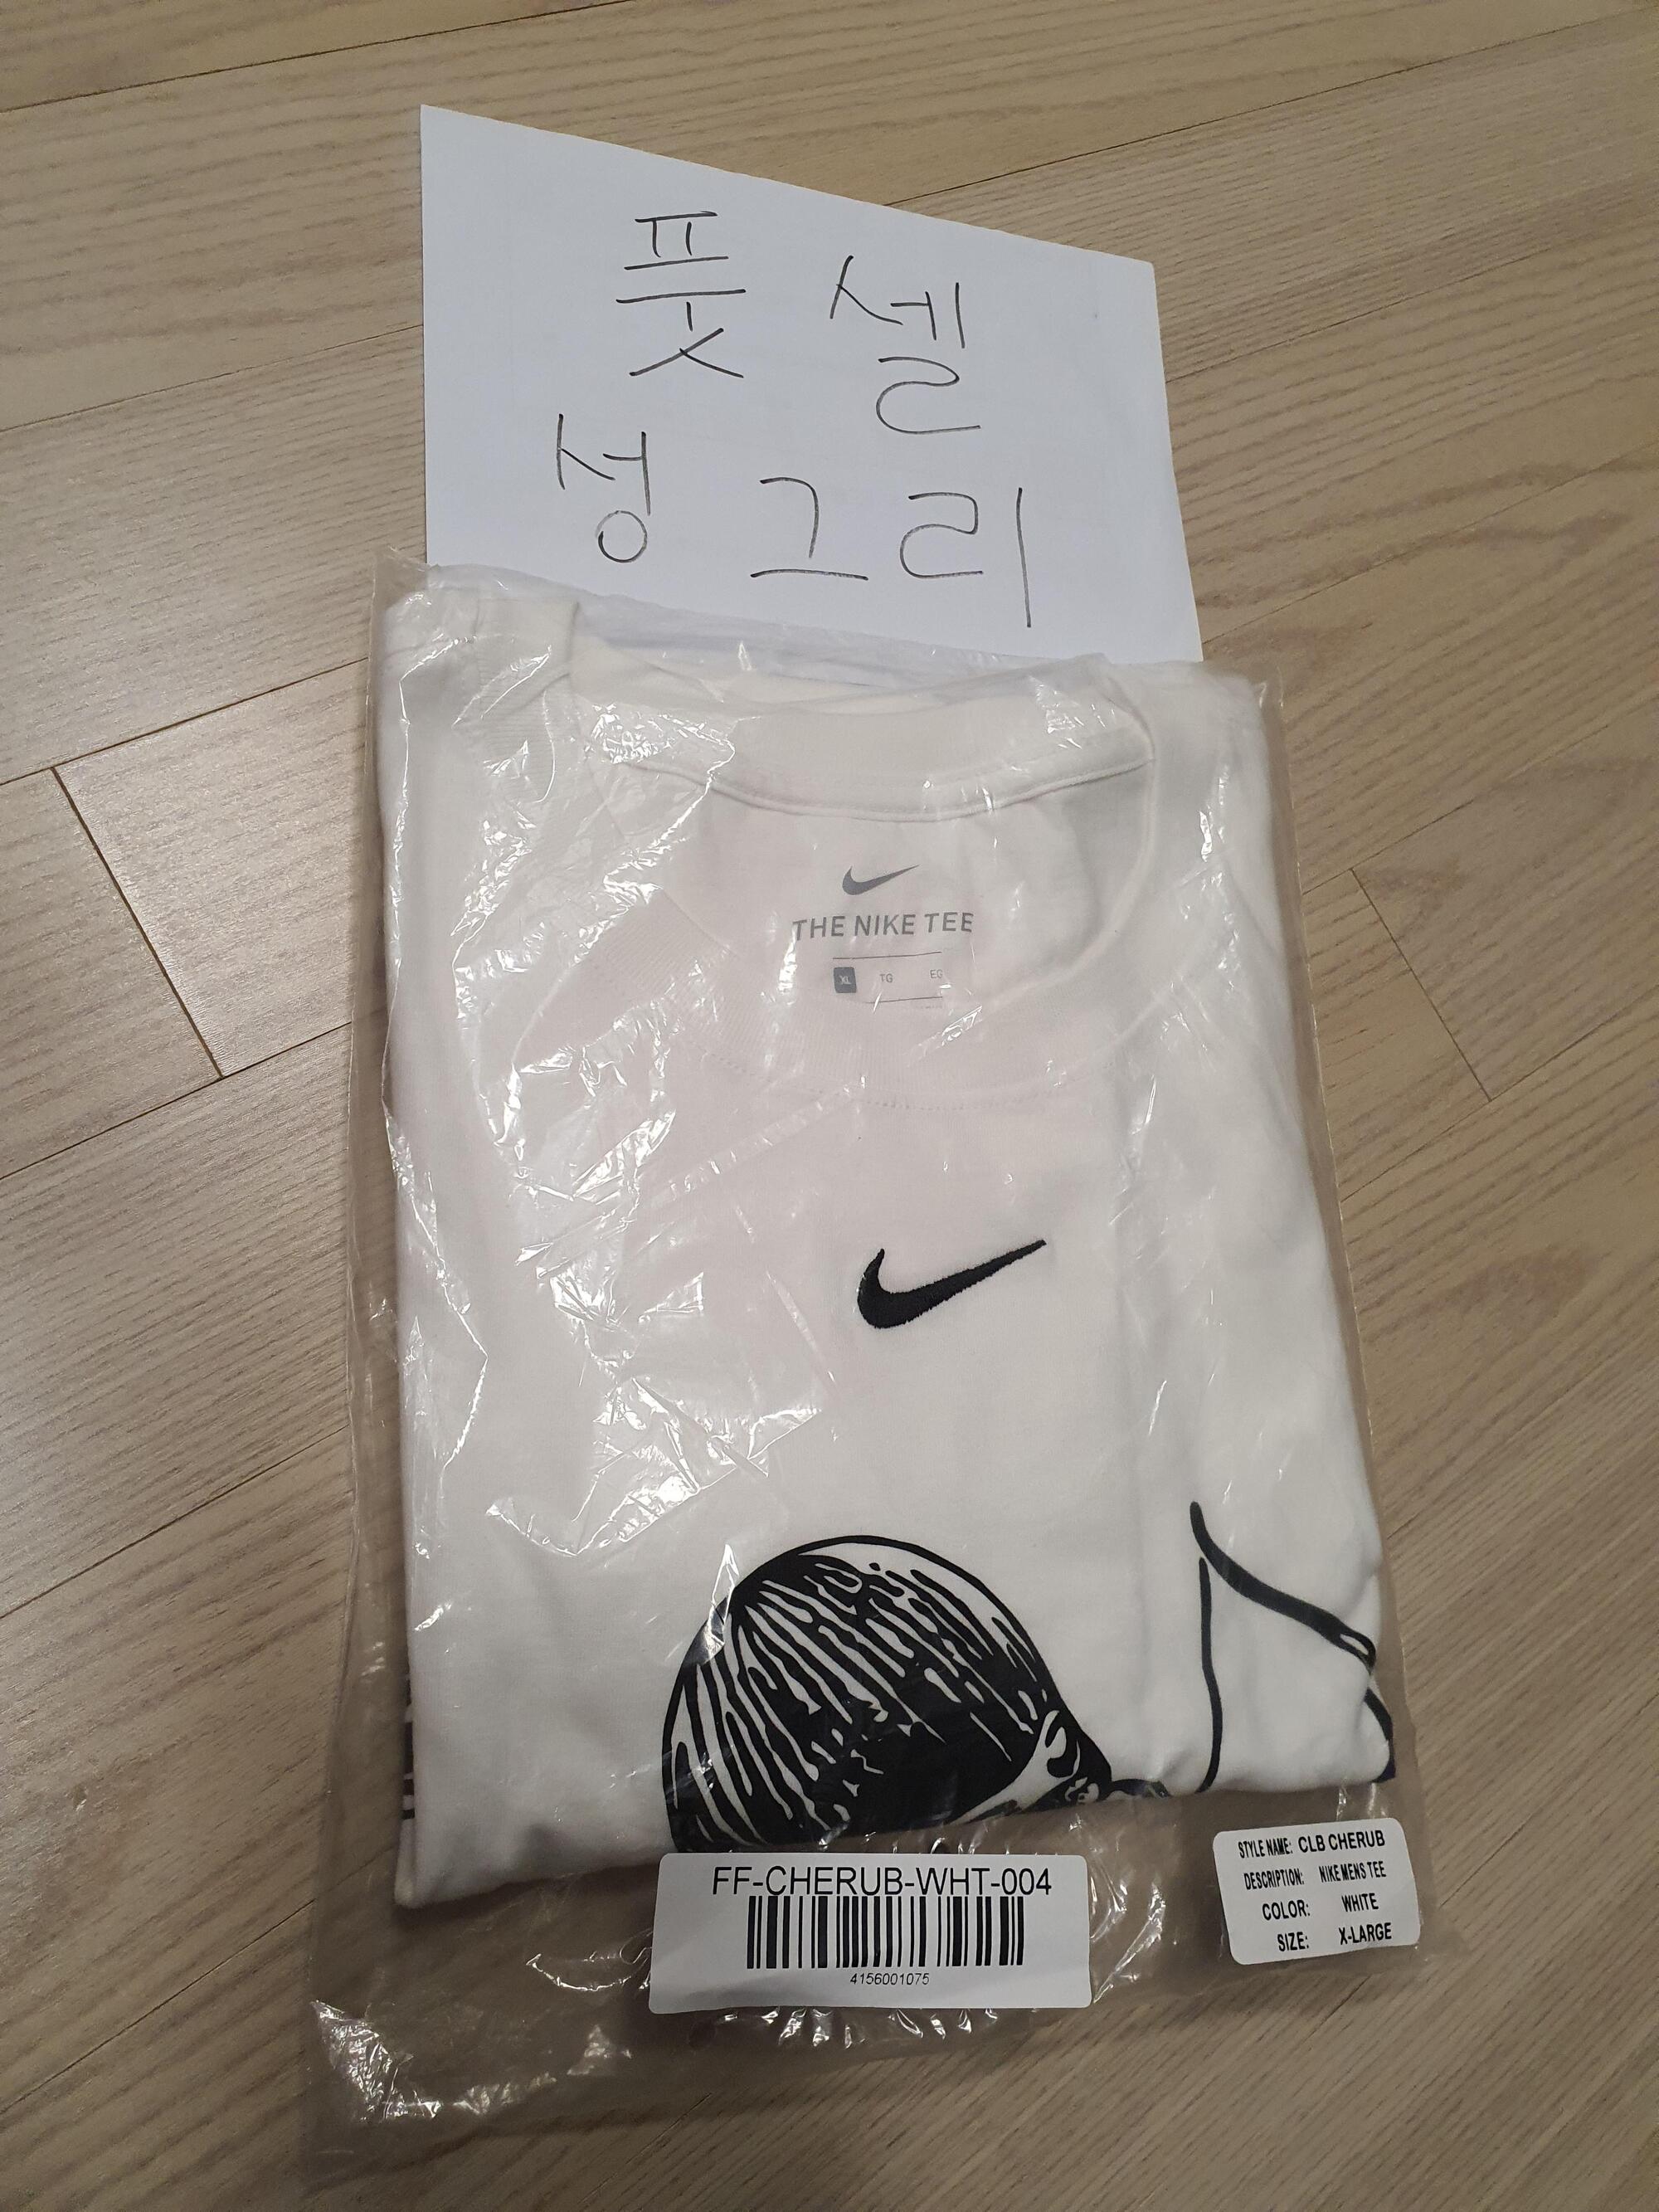 풋셀
성그리
THE NIKE TEE
XL TG EG
FF-CHERUB-WHT-004
4156001075
STYLE NAME: CLB CHERUB
DESCRIPTION: NIKE MENS TEE
COLOR: WHITE
SIZE: X-LARGE